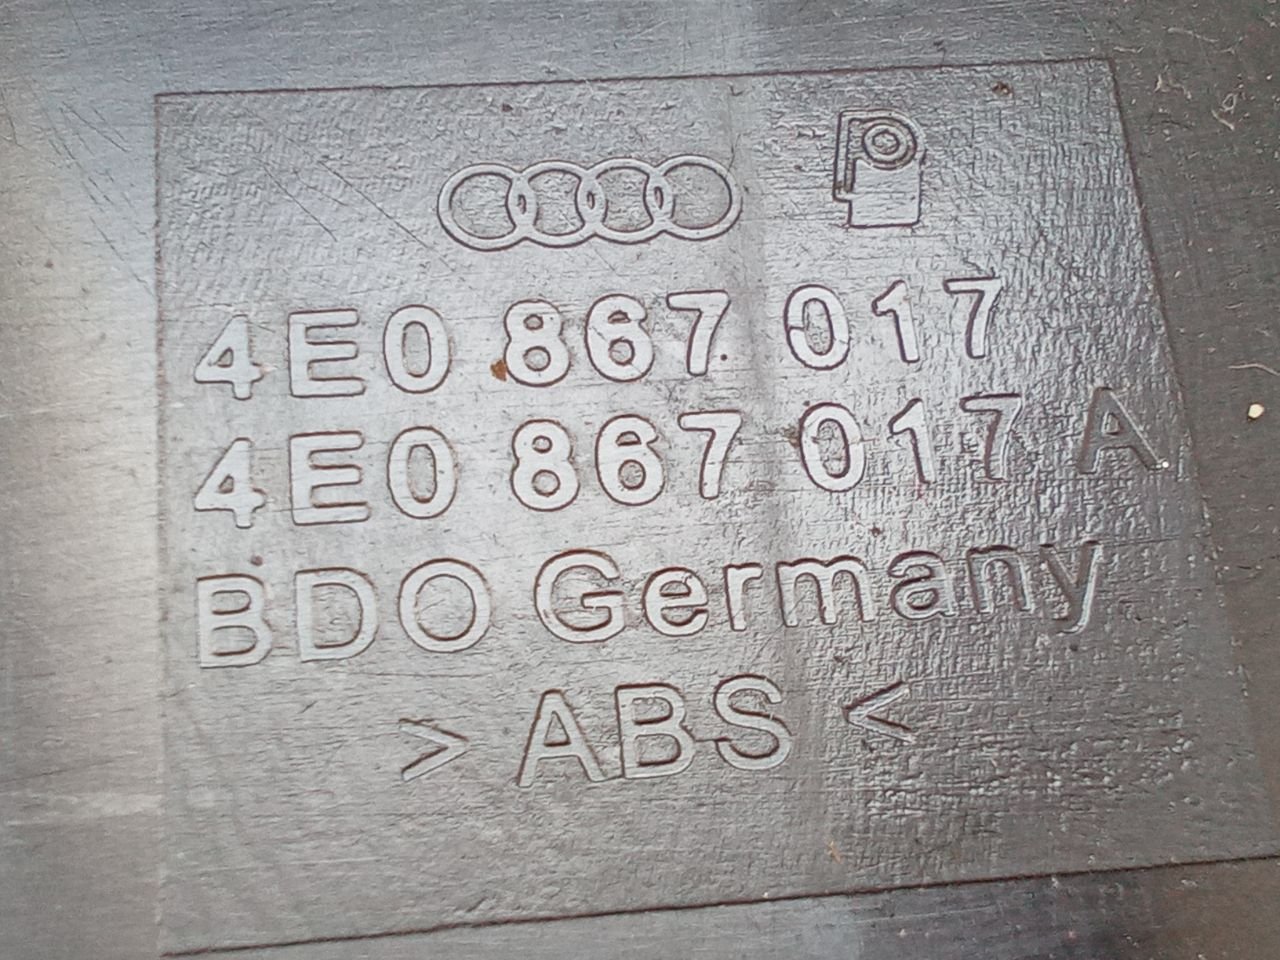 4E0 867 017
4E0 867 017 A
BDO Germany
> ABS <